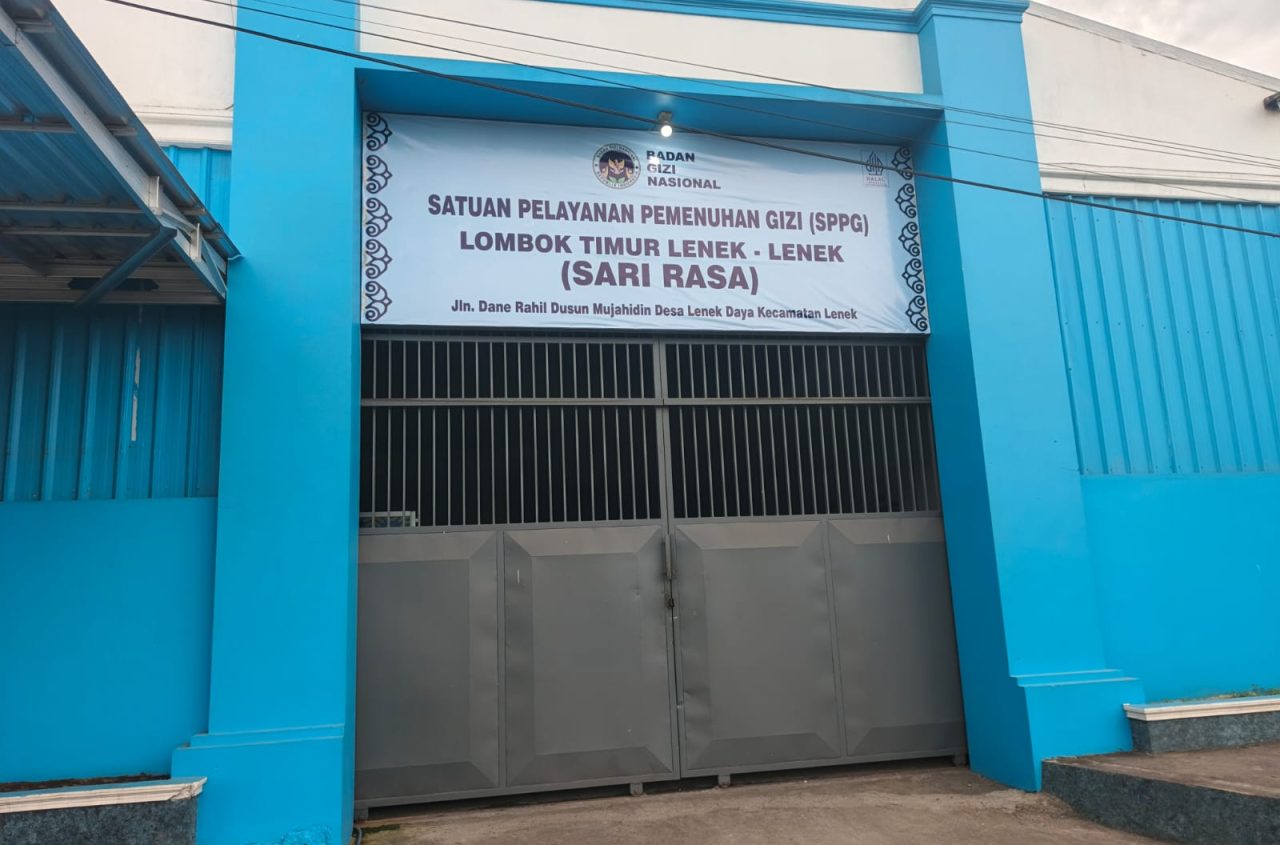 BADAN
GIZI
NASIONAL
HALAL
SATUAN PELAYANAN PEMENUHAN GIZI (SPPG)
LOMBOK TIMUR LENEK - LENEK
(SARI RASA)
Jln. Dane Rahil Dusun Mujahidin Desa Lenek Daya Kecamatan Lenek